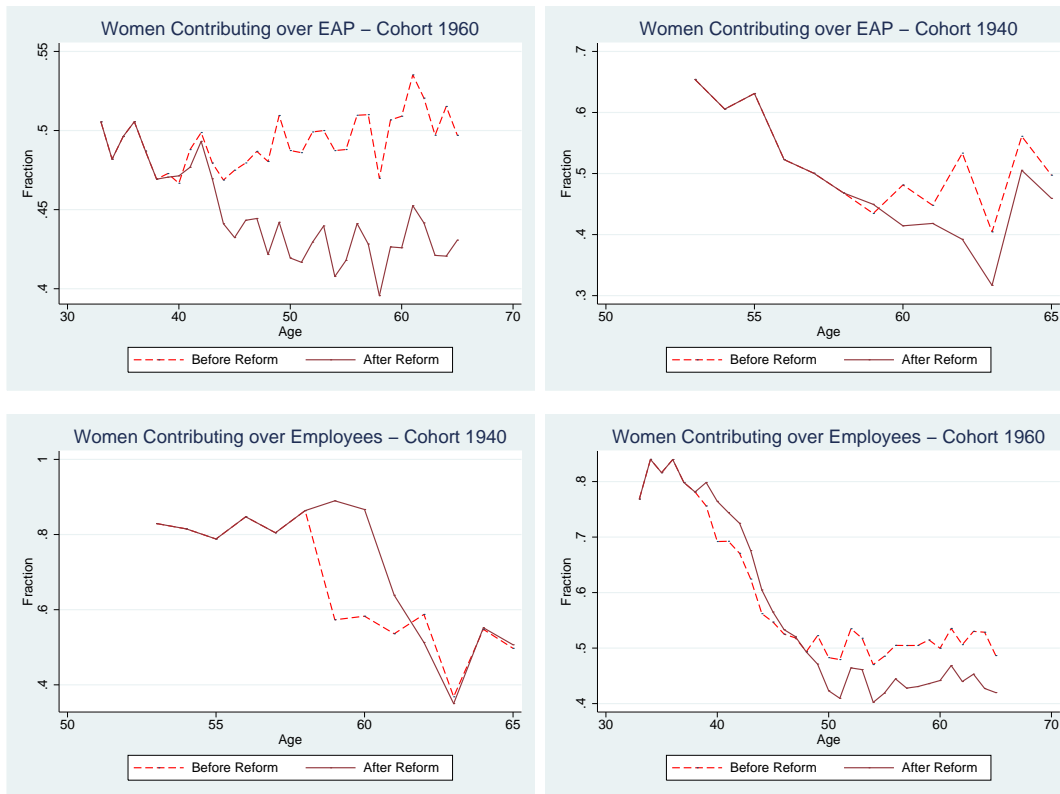 Women Contributing over EAP – Cohort 1960
.55
.5
.45
.4
Fraction
30 40 50 60 70
Age
Before Reform After Reform
Women Contributing over EAP – Cohort 1940
.7
.6
.5
.4
.3
Fraction
50 55 60 65
Age
Before Reform After Reform
Women Contributing over Employees – Cohort 1940
1
.8
.6
.4
Fraction
50 55 60 65
Age
Before Reform After Reform
Women Contributing over Employees – Cohort 1960
.8
.7
.6
.5
.4
Fraction
30 40 50 60 70
Age
Before Reform After Reform